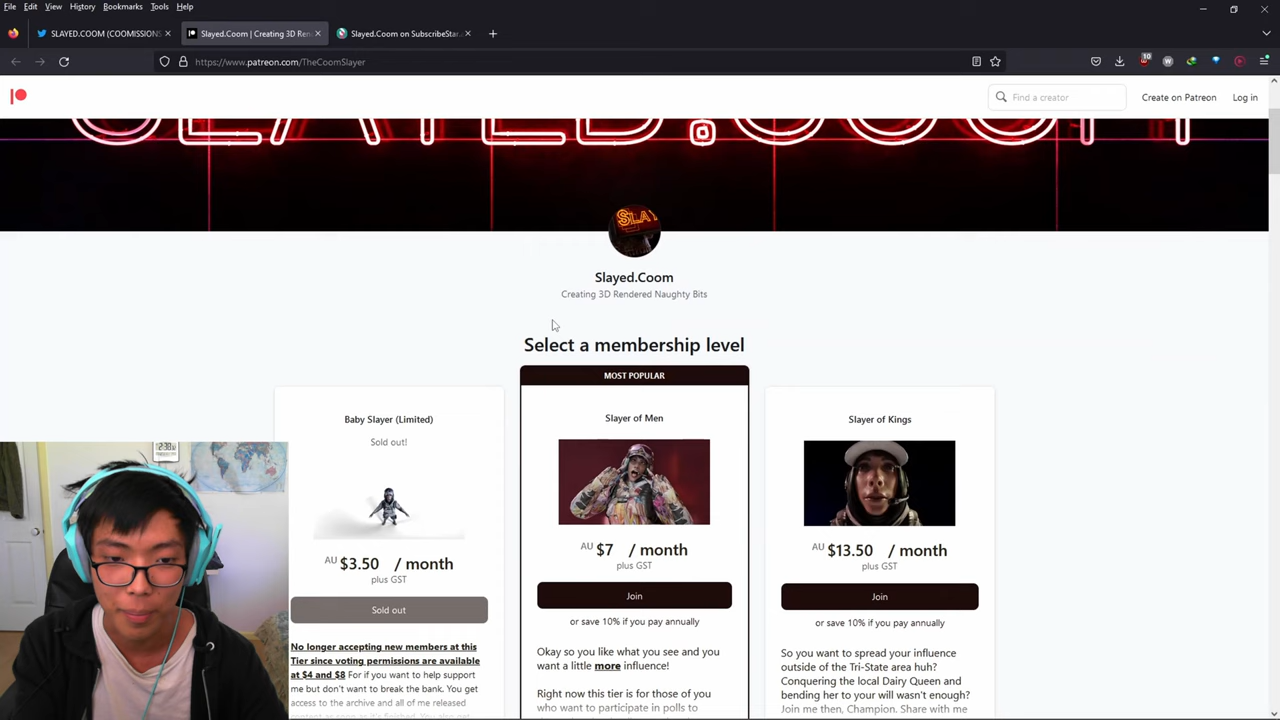 File Edit View History Bookmarks Tools Help
SLAYED.COOM (COOMISSIONS
Slayed.Coom | Creating 3D Ren
Slayed.Coom on SubscribeStar.
https://www.patreon.com/TheCoomSlayer
10
Find a creator
Create on Patreon
Log in
SLAYED.COOM
SLAY
Slayed.Coom
Creating 3D Rendered Naughty Bits
Select a membership level
Baby Slayer (Limited)
Sold out!
AU $3.50 / month
plus GST
Sold out
No longer accepting new members at this
Tier since voting permissions are available
at $4 and $8 For if you want to help support
me but don't want to break the bank. You get
access to the archive and all of me released
MOST POPULAR
Slayer of Men
AU $7 / month
plus GST
Join
or save 10% if you pay annually
Okay so you like what you see and you
want a little more influence!
Right now this tier is for those of you
who want to participate in polls to
Slayer of Kings
AU $13.50 / month
plus GST
Join
or save 10% if you pay annually
So you want to spread your influence
outside of the Tri-State area huh?
Conquering the local Dairy Queen and
bending her to your will wasn't enough?
Join me then, Champion. Share with me